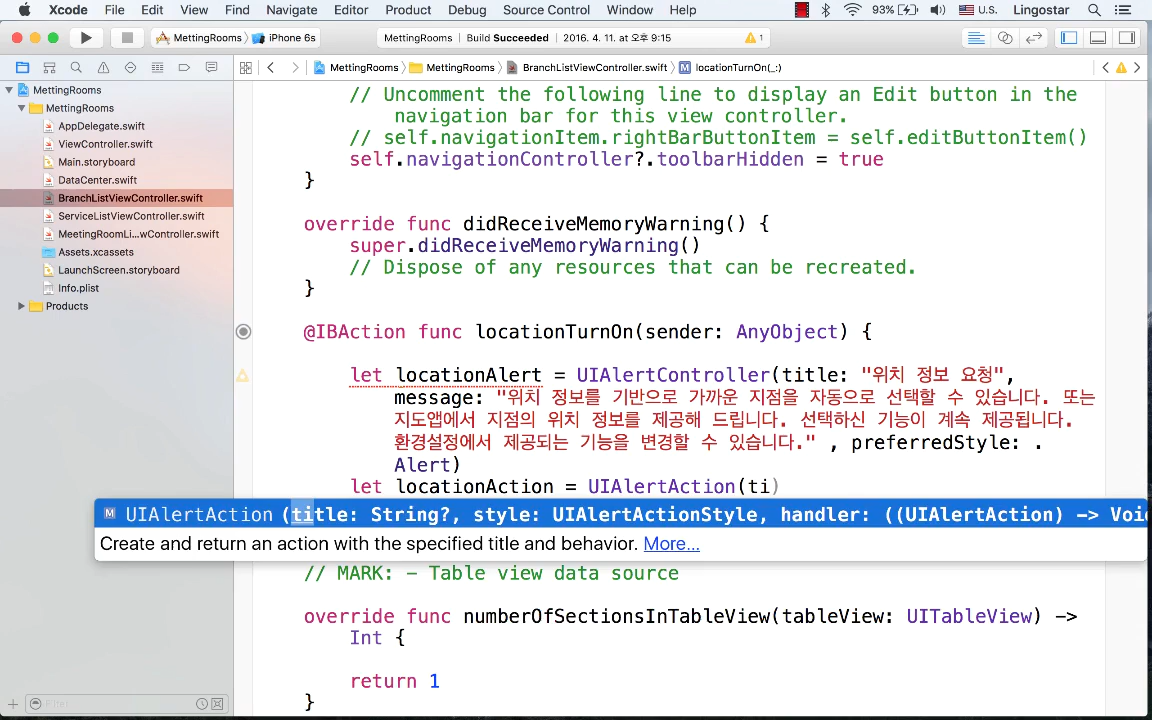 Xcode File Edit View Find Navigate Editor Product Debug Source Control Window Help 93% U.S. Lingostar
MettingRooms iPhone 6s MettingRooms | Build Succeeded | 2016. 4. 11. at 오후 9:15 1
MettingRooms MettingRooms BranchListViewController.swift M locationTurnOn(_:)
MettingRooms
MettingRooms
AppDelegate.swift
ViewController.swift
Main.storyboard
DataCenter.swift
BranchListViewController.swift
ServiceListViewController.swift
MeetingRoomLi...wController.swift
Assets.xcassets
LaunchScreen.storyboard
Info.plist
Products
Filter
// Uncomment the following line to display an Edit button in the
navigation bar for this view controller.
// self.navigationItem.rightBarButtonItem = self.editButtonItem()
self.navigationController?.toolbarHidden = true
}
override func didReceiveMemoryWarning() {
super.didReceiveMemoryWarning()
// Dispose of any resources that can be recreated.
}
@IBAction func locationTurnOn(sender: AnyObject) {
let locationAlert = UIAlertController(title: "위치 정보 요청",
message: "위치 정보를 기반으로 가까운 지점을 자동으로 선택할 수 있습니다. 또는
지도앱에서 지점의 위치 정보를 제공해 드립니다. 선택하신 기능이 계속 제공됩니다.
환경설정에서 제공되는 기능을 변경할 수 있습니다." , preferredStyle: .
Alert)
let locationAction = UIAlertAction(ti)
M UIAlertAction (title: String?, style: UIAlertActionStyle, handler: ((UIAlertAction) -> Voi
Create and return an action with the specified title and behavior. More...
// MARK: - Table view data source
override func numberOfSectionsInTableView(tableView: UITableView) ->
Int {
return 1
}